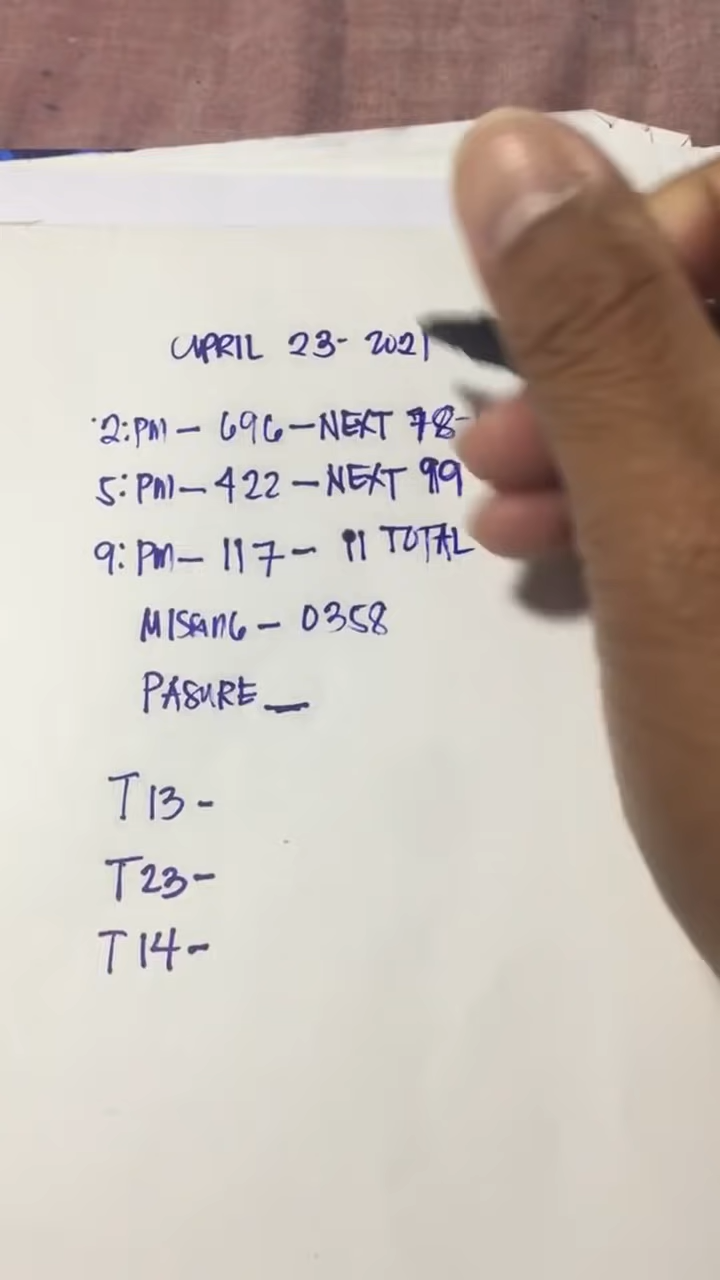 APRIL 23- 2021
2:PM - 696 - NEXT 78-
5:PM - 422 - NEXT 99
9:PM - 117 - 11 TOTAL
MISSING - 0358
PASURE _
T13-
T23-
T14-